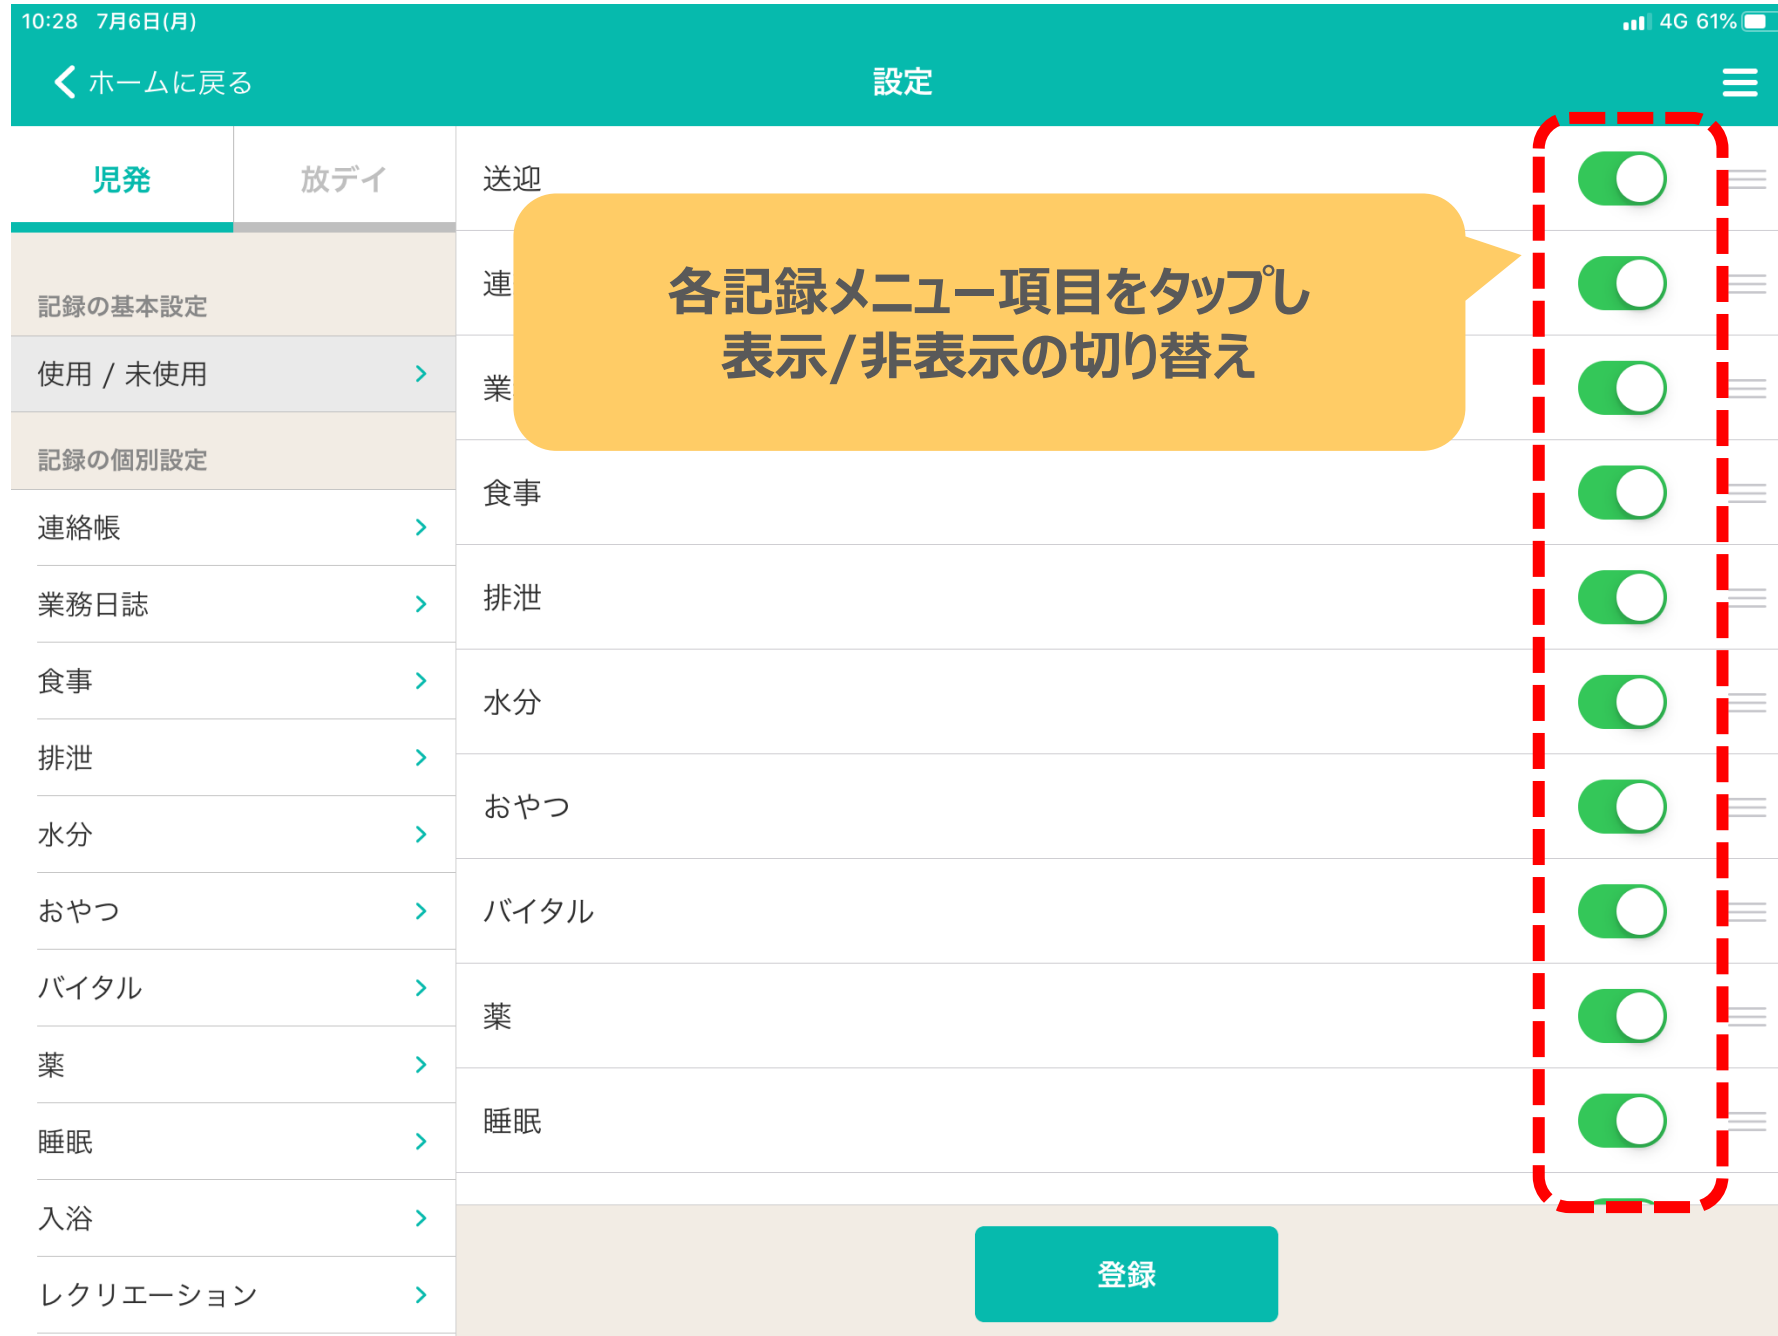 10:28 7月6日(月)
4G 61%
ホームに戻る
設定
児発
放デイ
記録の基本設定
使用 / 未使用
記録の個別設定
連絡帳
業務日誌
食事
排泄
水分
おやつ
バイタル
薬
睡眠
入浴
レクリエーション
送迎
連
業
各記録メニュー項目をタップし
表示/非表示の切り替え
食事
排泄
水分
おやつ
バイタル
薬
睡眠
登録